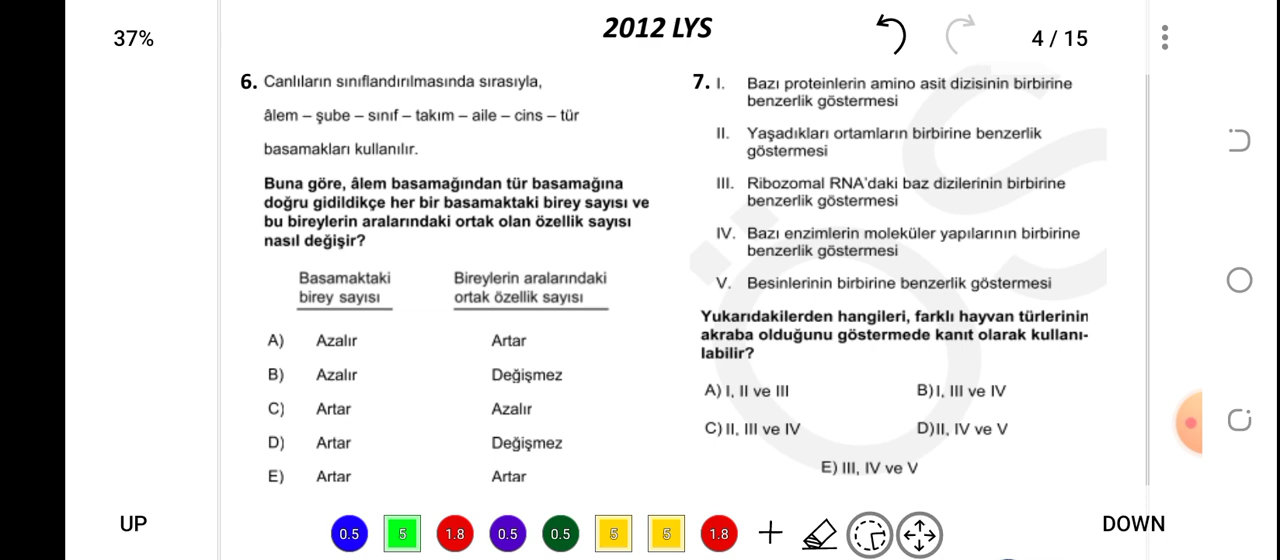 37%
2012 LYS
4 / 15
6. Canlıların sınıflandırılmasında sırasıyla,
âlem – şube – sınıf – takım – aile – cins – tür
basamakları kullanılır.
Buna göre, âlem basamağından tür basamağına
doğru gidildikçe her bir basamaktaki birey sayısı ve
bu bireylerin aralarındaki ortak olan özellik sayısı
nasıl değişir?
Basamaktaki Bireylerin aralarındaki
birey sayısı ortak özellik sayısı
A) Azalır Artar
B) Azalır Değişmez
C) Artar Azalır
D) Artar Değişmez
E) Artar Artar
7. I. Bazı proteinlerin amino asit dizisinin birbirine
benzerlik göstermesi
II. Yaşadıkları ortamların birbirine benzerlik
göstermesi
III. Ribozomal RNA'daki baz dizilerinin birbirine
benzerlik göstermesi
IV. Bazı enzimlerin moleküler yapılarının birbirine
benzerlik göstermesi
V. Besinlerinin birbirine benzerlik göstermesi
Yukarıdakilerden hangileri, farklı hayvan türlerinin
akraba olduğunu göstermede kanıt olarak kullanı-
labilir?
A) I, II ve III B) I, III ve IV
C) II, III ve IV D) II, IV ve V
E) III, IV ve V
UP
0.5 5 1.8 0.5 0.5 5 5 1.8
DOWN